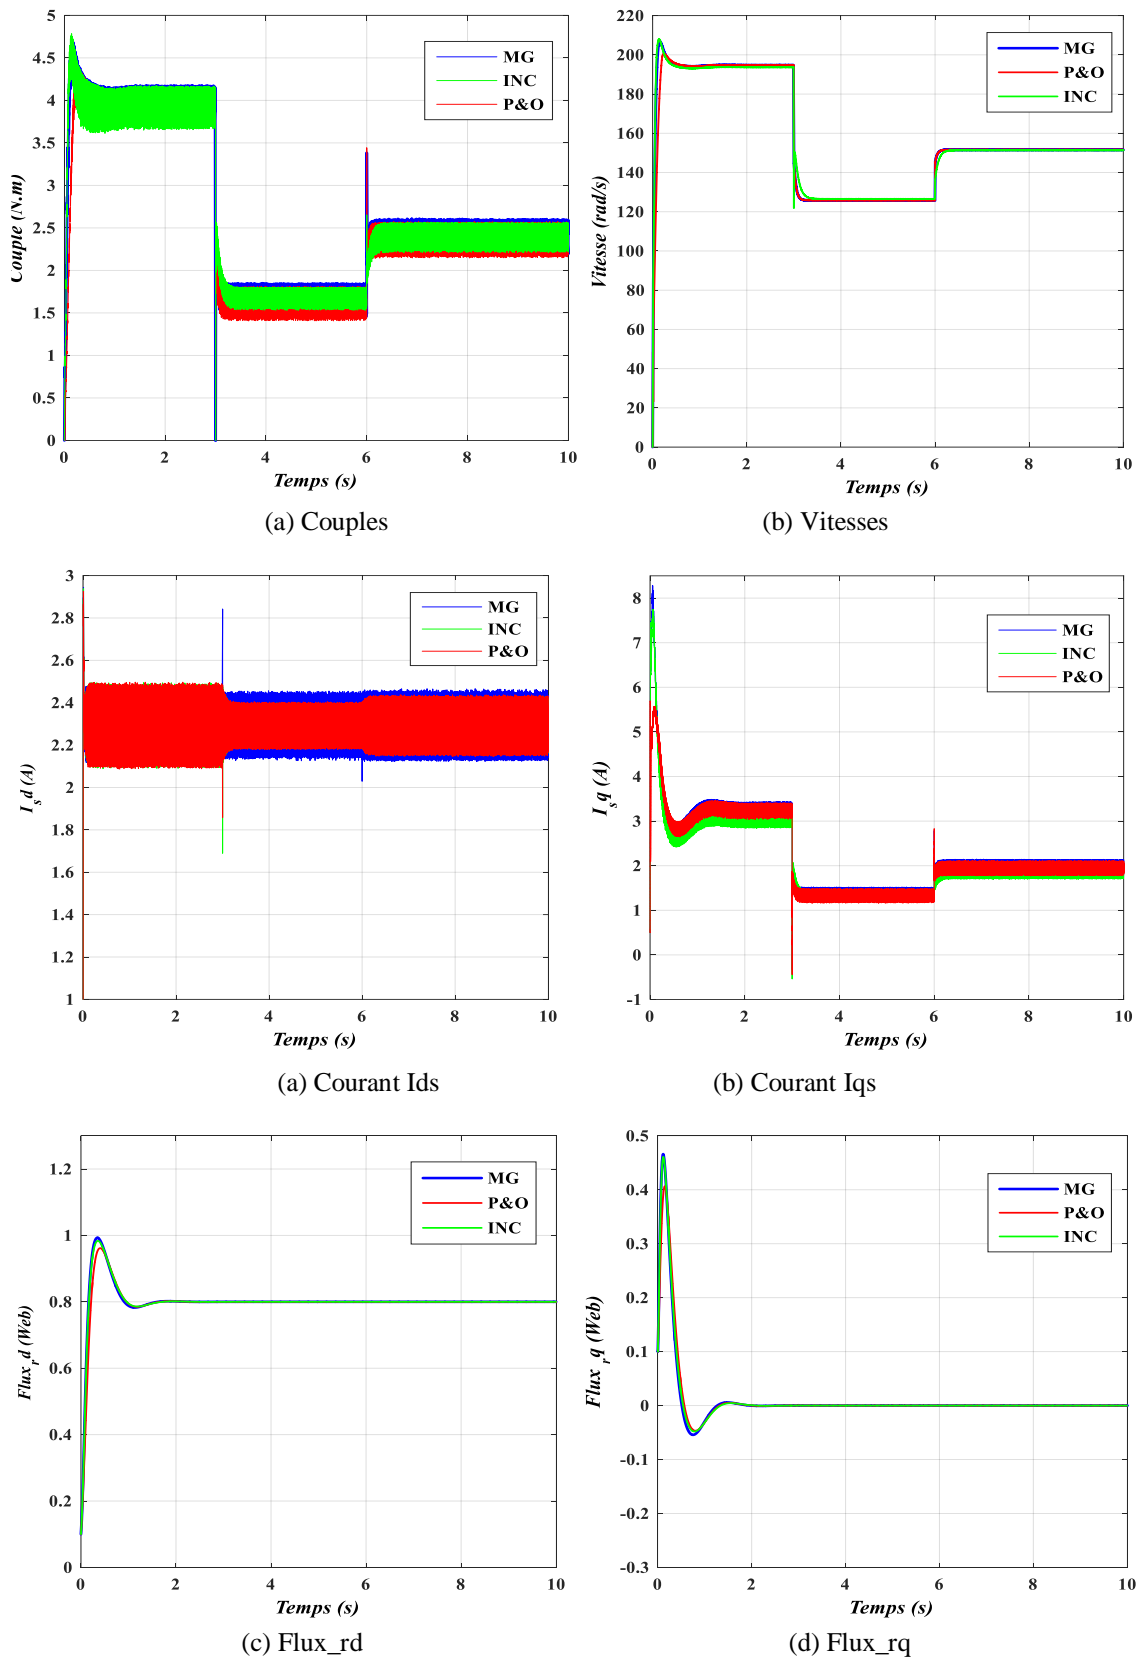 5
4.5
4
3.5
3
2.5
2
1.5
1
0.5
0
0 2 4 6 8 10
Couple (N.m)
Temps (s)
MG
INC
P&O
(a) Couples
220
200
180
160
140
120
100
80
60
40
20
0
0 2 4 6 8 10
Vitesse (rad/s)
Temps (s)
MG
P&O
INC
(b) Vitesses
3
2.8
2.6
2.4
2.2
2
1.8
1.6
1.4
1.2
1
0 2 4 6 8 10
I_s d (A)
Temps (s)
MG
INC
P&O
(a) Courant Ids
8
7
6
5
4
3
2
1
0
-1
0 2 4 6 8 10
I_s q (A)
Temps (s)
MG
INC
P&O
(b) Courant Iqs
1.2
1
0.8
0.6
0.4
0.2
0
0 2 4 6 8 10
Flux_r d (Web)
Temps (s)
MG
P&O
INC
(c) Flux_rd
0.5
0.4
0.3
0.2
0.1
0
-0.1
-0.2
-0.3
0 2 4 6 8 10
Flux_r q (Web)
Temps (s)
MG
P&O
INC
(d) Flux_rq